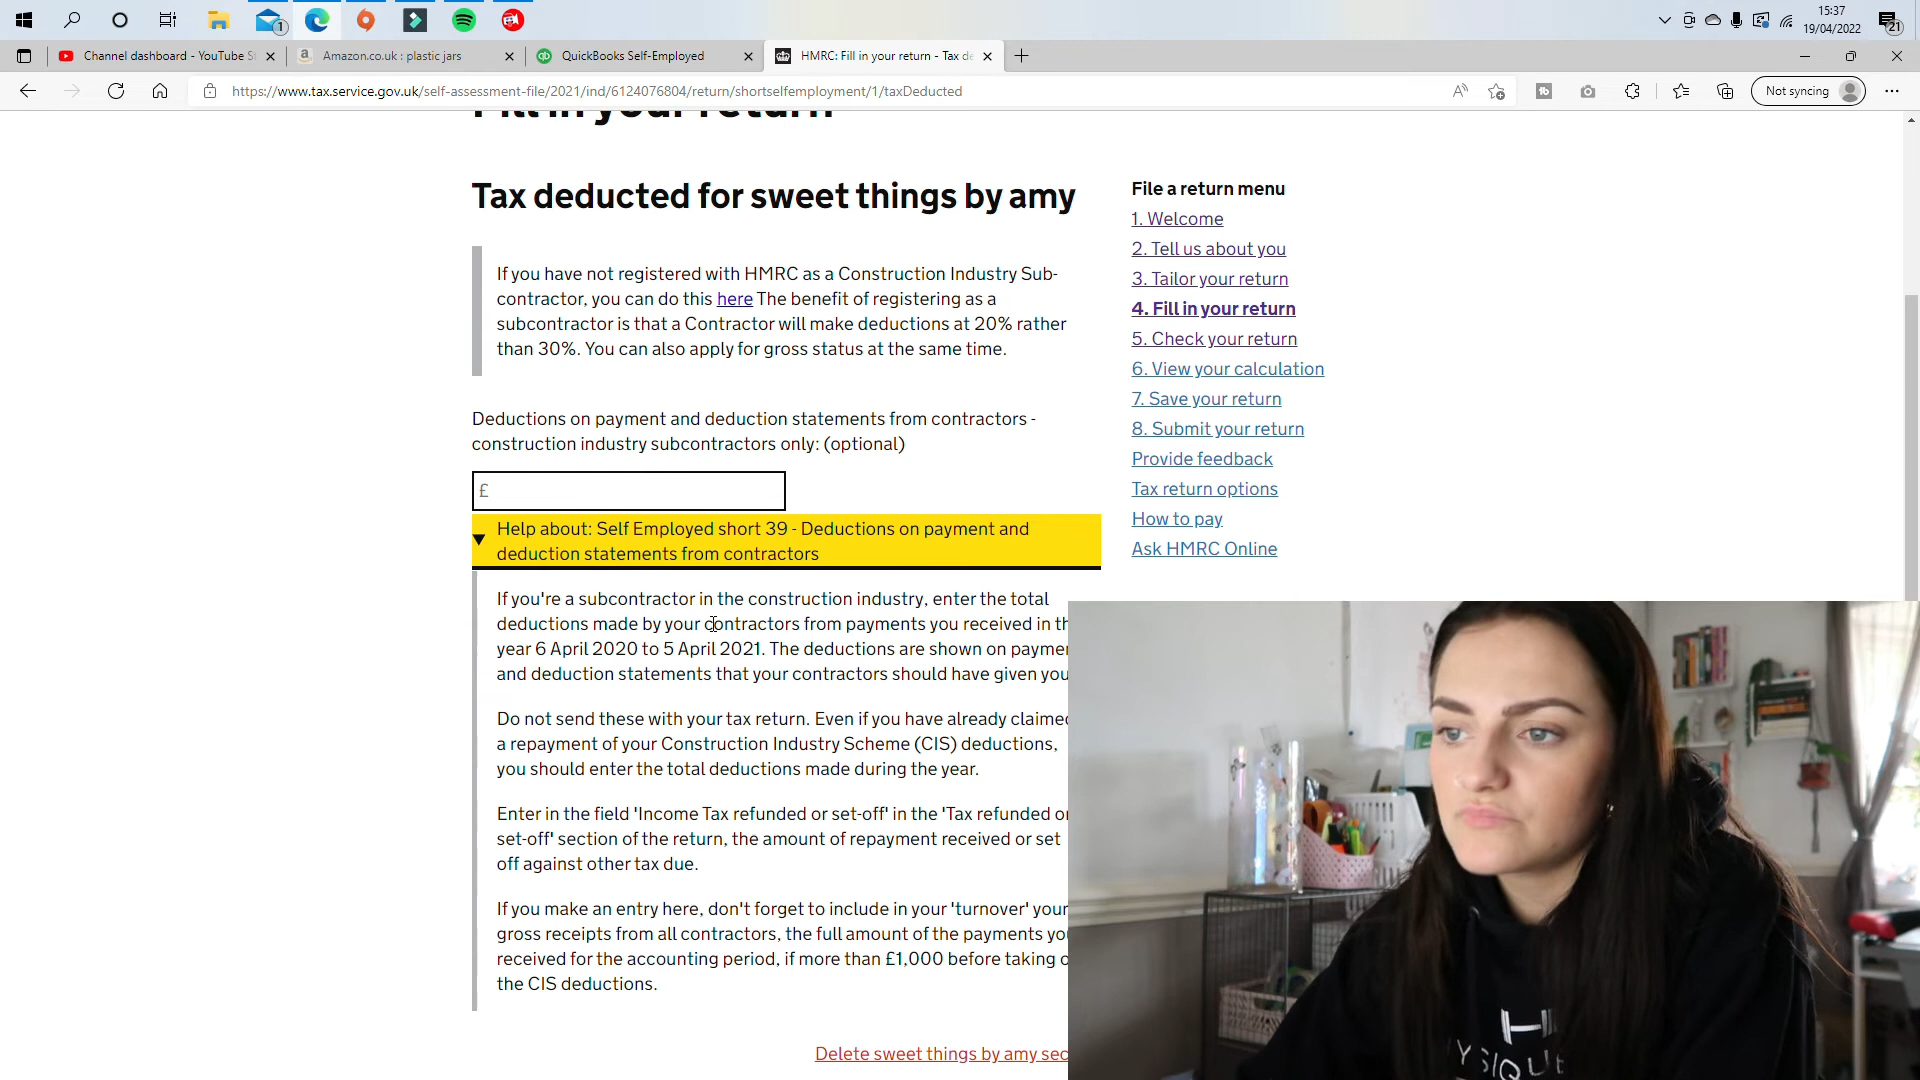 15:37
19/04/2022
1
21
Channel dashboard - YouTube S
Amazon.co.uk : plastic jars
QuickBooks Self-Employed
HMRC: Fill in your return - Tax de
https://www.tax.service.gov.uk/self-assessment-file/2021/ind/6124076804/return/shortselfemployment/1/taxDeducted
Not syncing
Fill in your return
Tax deducted for sweet things by amy
If you have not registered with HMRC as a Construction Industry Sub-
contractor, you can do this here The benefit of registering as a
subcontractor is that a Contractor will make deductions at 20% rather
than 30%. You can also apply for gross status at the same time.
Deductions on payment and deduction statements from contractors -
construction industry subcontractors only: (optional)
£
Help about: Self Employed short 39 - Deductions on payment and
deduction statements from contractors
If you're a subcontractor in the construction industry, enter the total
deductions made by your contractors from payments you received in th
year 6 April 2020 to 5 April 2021. The deductions are shown on paymen
and deduction statements that your contractors should have given you
Do not send these with your tax return. Even if you have already claimed
a repayment of your Construction Industry Scheme (CIS) deductions,
you should enter the total deductions made during the year.
Enter in the field 'Income Tax refunded or set-off' in the 'Tax refunded or
set-off' section of the return, the amount of repayment received or set
off against other tax due.
If you make an entry here, don't forget to include in your 'turnover' your
gross receipts from all contractors, the full amount of the payments yo
received for the accounting period, if more than £1,000 before taking o
the CIS deductions.
Delete sweet things by amy sec
File a return menu
1. Welcome
2. Tell us about you
3. Tailor your return
4. Fill in your return
5. Check your return
6. View your calculation
7. Save your return
8. Submit your return
Provide feedback
Tax return options
How to pay
Ask HMRC Online